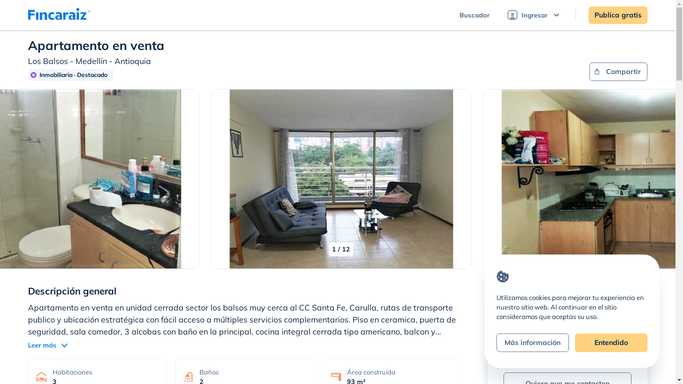 Fincaraiz
Buscador
Ingresar
Publica gratis
Apartamento en venta
Los Balsos - Medellín - Antioquia
Inmobiliaria · Destacado
Compartir
1 / 12
Descripción general
Apartamento en venta en unidad cerrada sector los balsos muy cerca al CC Santa Fe, Carulla, rutas de transporte
publico y ubicación estratégica con fácil acceso a múltiples servicios complementarios. Piso en ceramica, puerta de
seguridad, sala comedor, 3 alcobas con baño en la principal, cocina integral cerrada tipo americano, balcon y...
Leer más
Habitaciones
3
Baños
2
Área construida
93 m²
Utilizamos cookies para mejorar tu experiencia en
nuestro sitio web. Al continuar en el sitio
consideramos que aceptas su uso.
Más información
Entendido
Quiero que me contacten